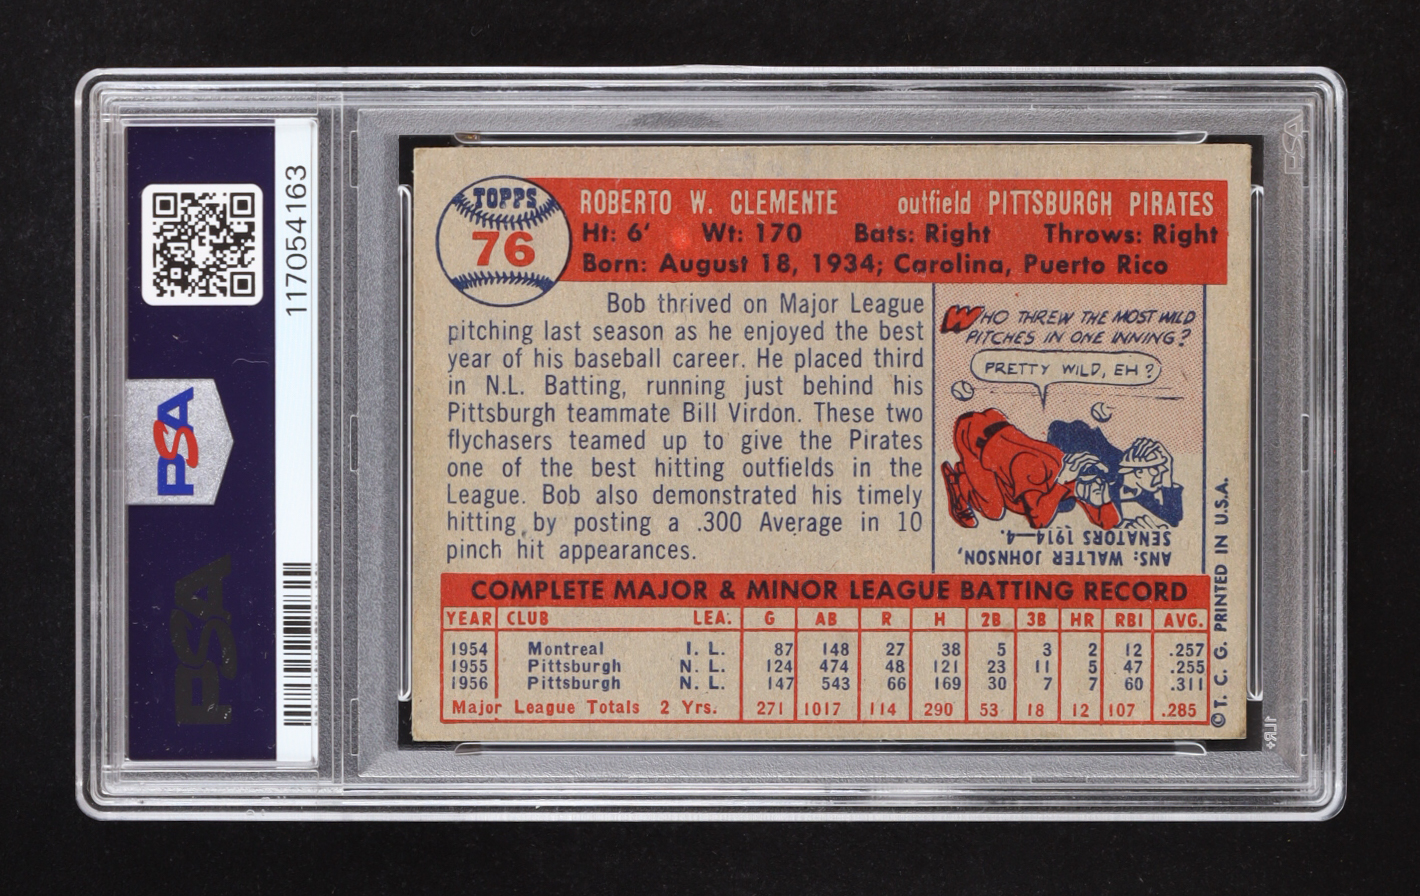 117054163
PSA
PSA
TOPPS
76
ROBERTO W. CLEMENTE outfield PITTSBURGH PIRATES
Ht: 6' Wt: 170 Bats: Right Throws: Right
Born: August 18, 1934; Carolina, Puerto Rico
Bob thrived on Major League
pitching last season as he enjoyed the best
year of his baseball career. He placed third
in N.L. Batting, running just behind his
Pittsburgh teammate Bill Virdon. These two
flychasers teamed up to give the Pirates
one of the best hitting outfields in the
League. Bob also demonstrated his timely
hitting by posting a .300 Average in 10
pinch hit appearances.
WHO THREW THE MOST WILD
PITCHES IN ONE INNING?
PRETTY WILD, EH?
ANS: WALTER JOHNSON,
SENATORS 1914—4.
COMPLETE MAJOR & MINOR LEAGUE BATTING RECORD
YEAR CLUB LEA. G AB R H 2B 3B HR RBI AVG.
1954 Montreal I. L. 87 148 27 38 5 3 2 12 .257
1955 Pittsburgh N. L. 124 474 48 121 23 11 5 47 .255
1956 Pittsburgh N. L. 147 543 66 169 30 7 7 60 .311
Major League Totals 2 Yrs. 271 1017 114 290 53 18 12 107 .285
© T. C. G. PRINTED IN U.S.A.
PSA
1LR+